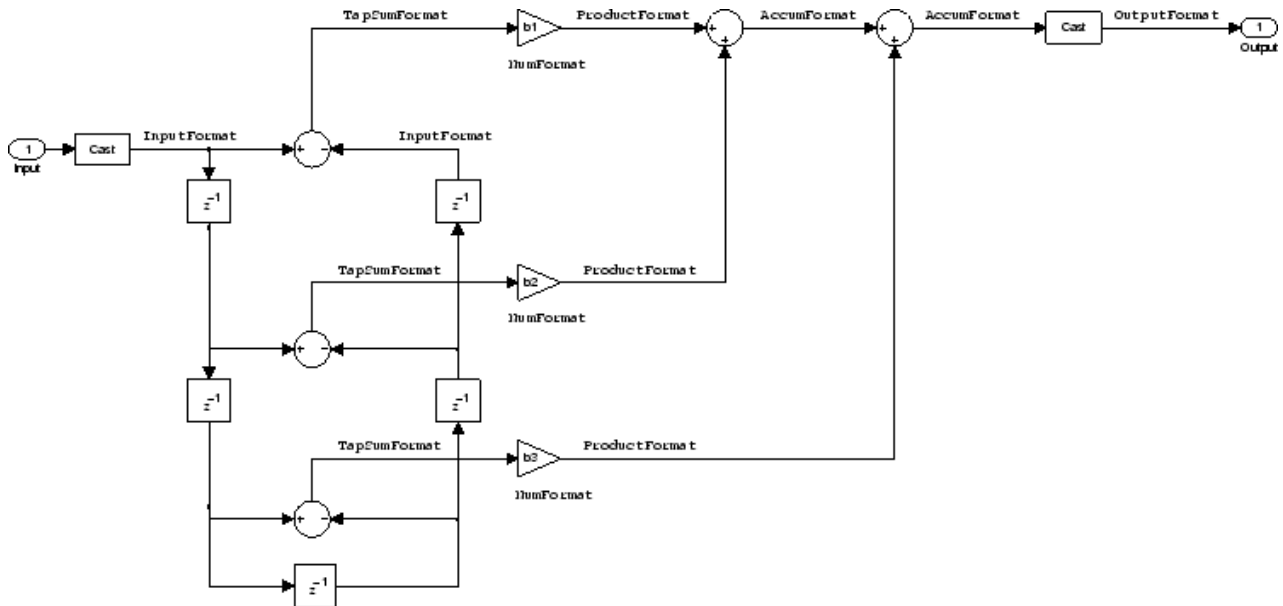 TapSumFormat
b1
ProductFormat
+
+
AccumFormat
+
+
AccumFormat
Cast
OutputFormat
1
Output
NumFormat
1
Input
Cast
InputFormat
+ −
InputFormat
z⁻¹
z⁻¹
TapSumFormat
b2
ProductFormat
NumFormat
+ −
z⁻¹
z⁻¹
TapSumFormat
b3
ProductFormat
NumFormat
+ −
z⁻¹